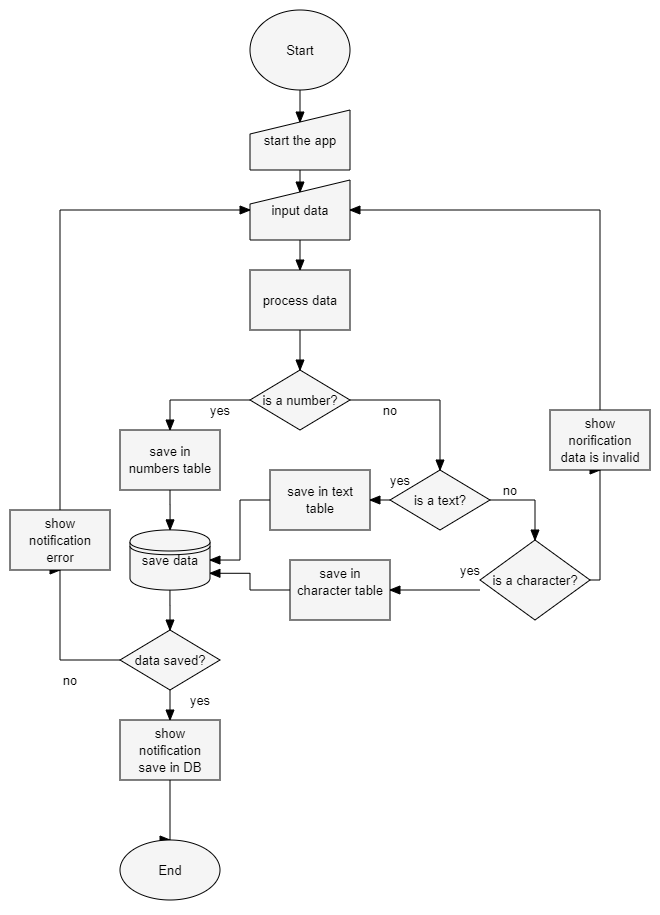 Start
start the app
input data
process data
is a number?
yes
no
save in
numbers table
show
norification
data is invalid
save in text
table
yes
is a text?
no
show
notification
error
save data
save in
character table
yes
is a character?
data saved?
no
yes
show
notification
save in DB
End